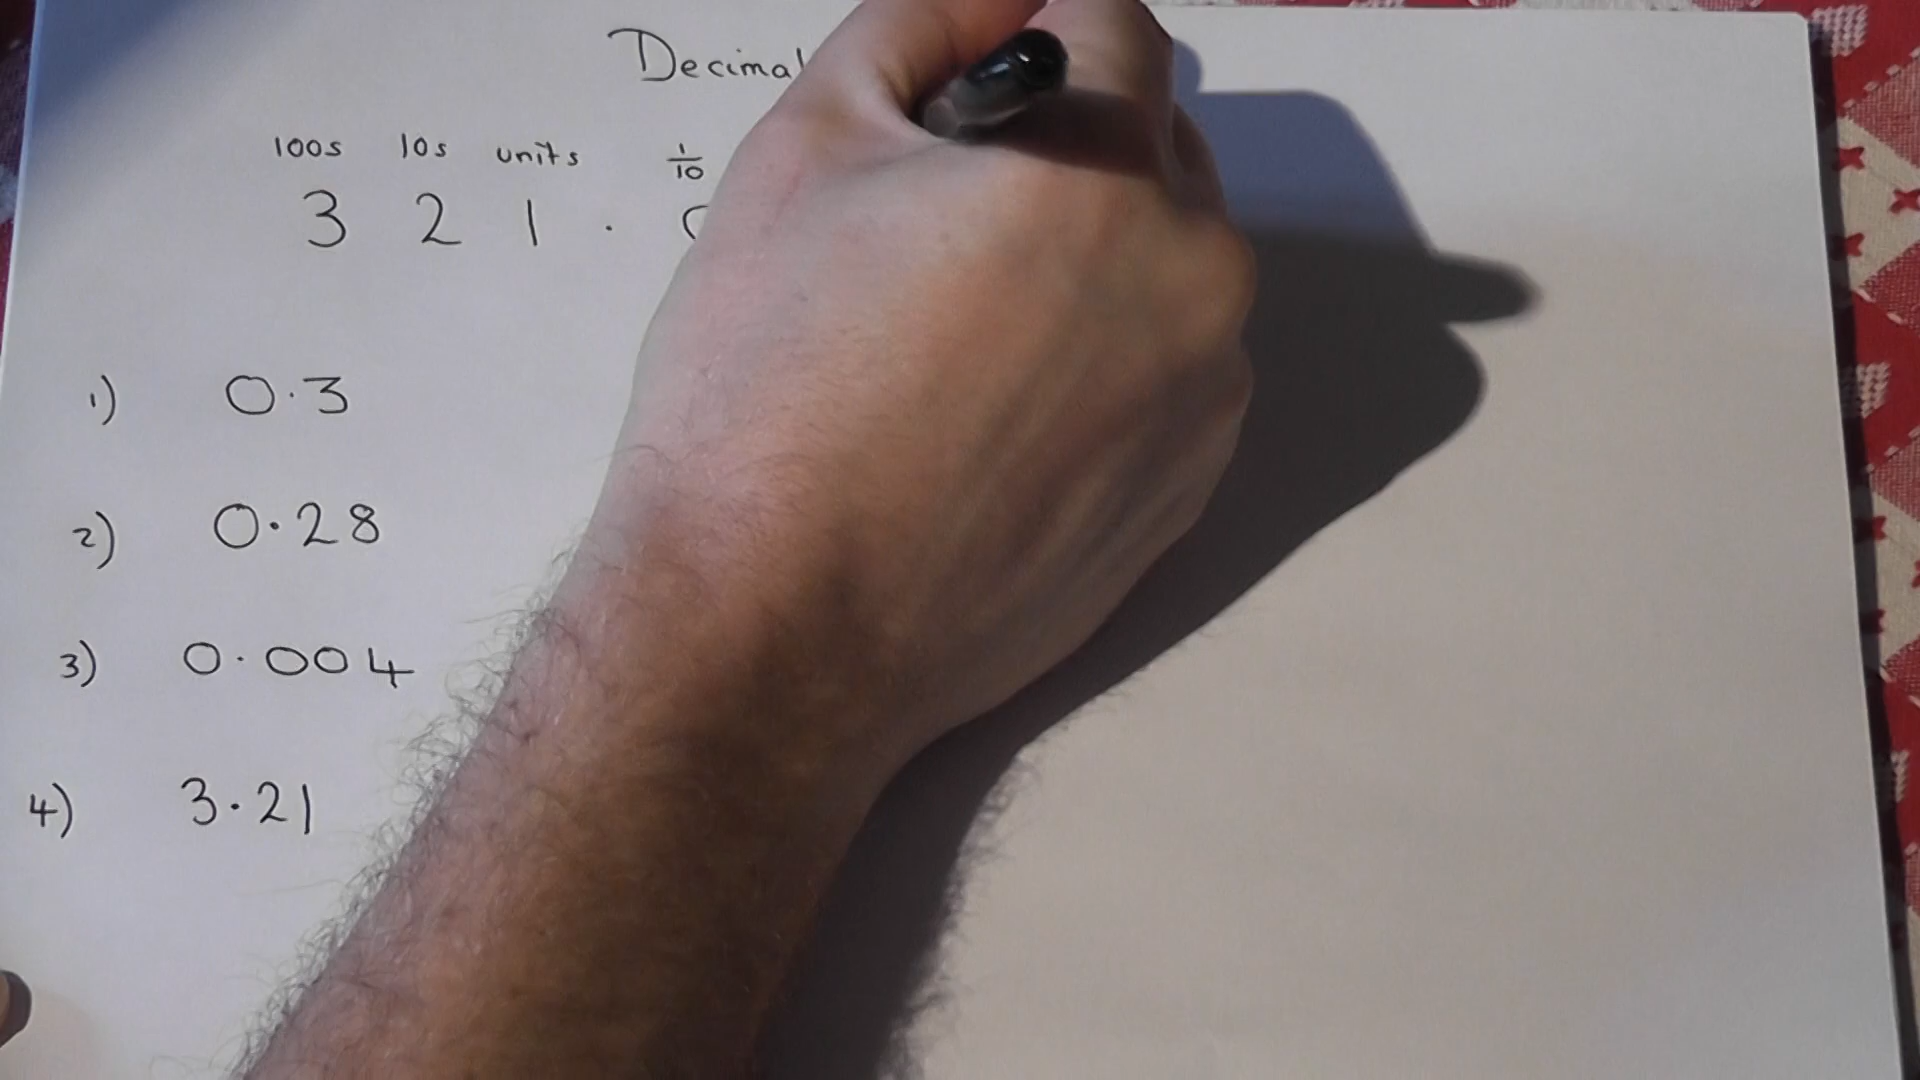 Decimal
100s 10s units 1/10
3 2 1 .
1) 0.3
2) 0.28
3) 0.004
4) 3.21